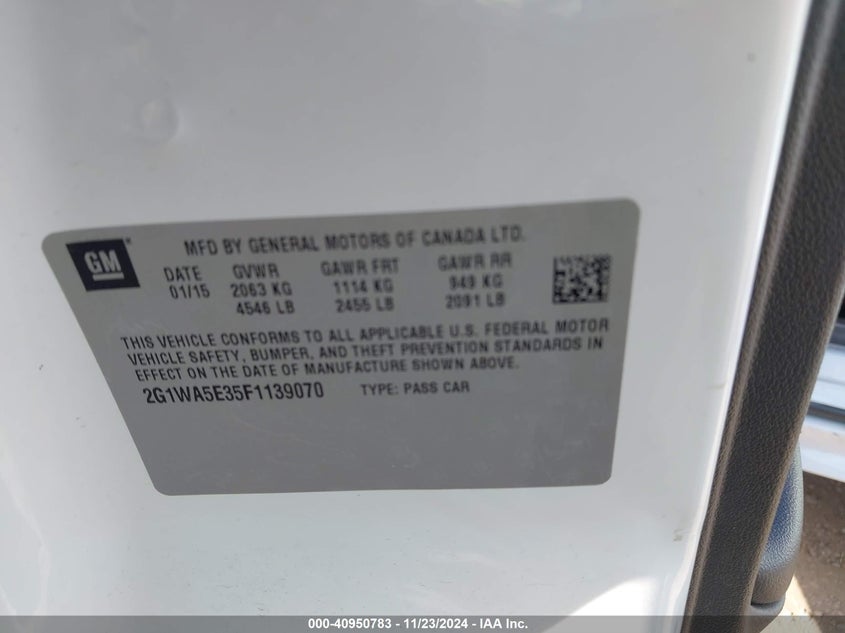 GM
MFD BY GENERAL MOTORS OF CANADA LTD.
DATE GVWR GAWR FRT GAWR RR
01/15 2063 KG 1114 KG 949 KG
4546 LB 2455 LB 2091 LB
THIS VEHICLE CONFORMS TO ALL APPLICABLE U.S. FEDERAL MOTOR
VEHICLE SAFETY, BUMPER, AND THEFT PREVENTION STANDARDS IN
EFFECT ON THE DATE OF MANUFACTURE SHOWN ABOVE.
2G1WA5E35F1139070 TYPE: PASS CAR
000-40950783 - 11/23/2024 - IAA Inc.